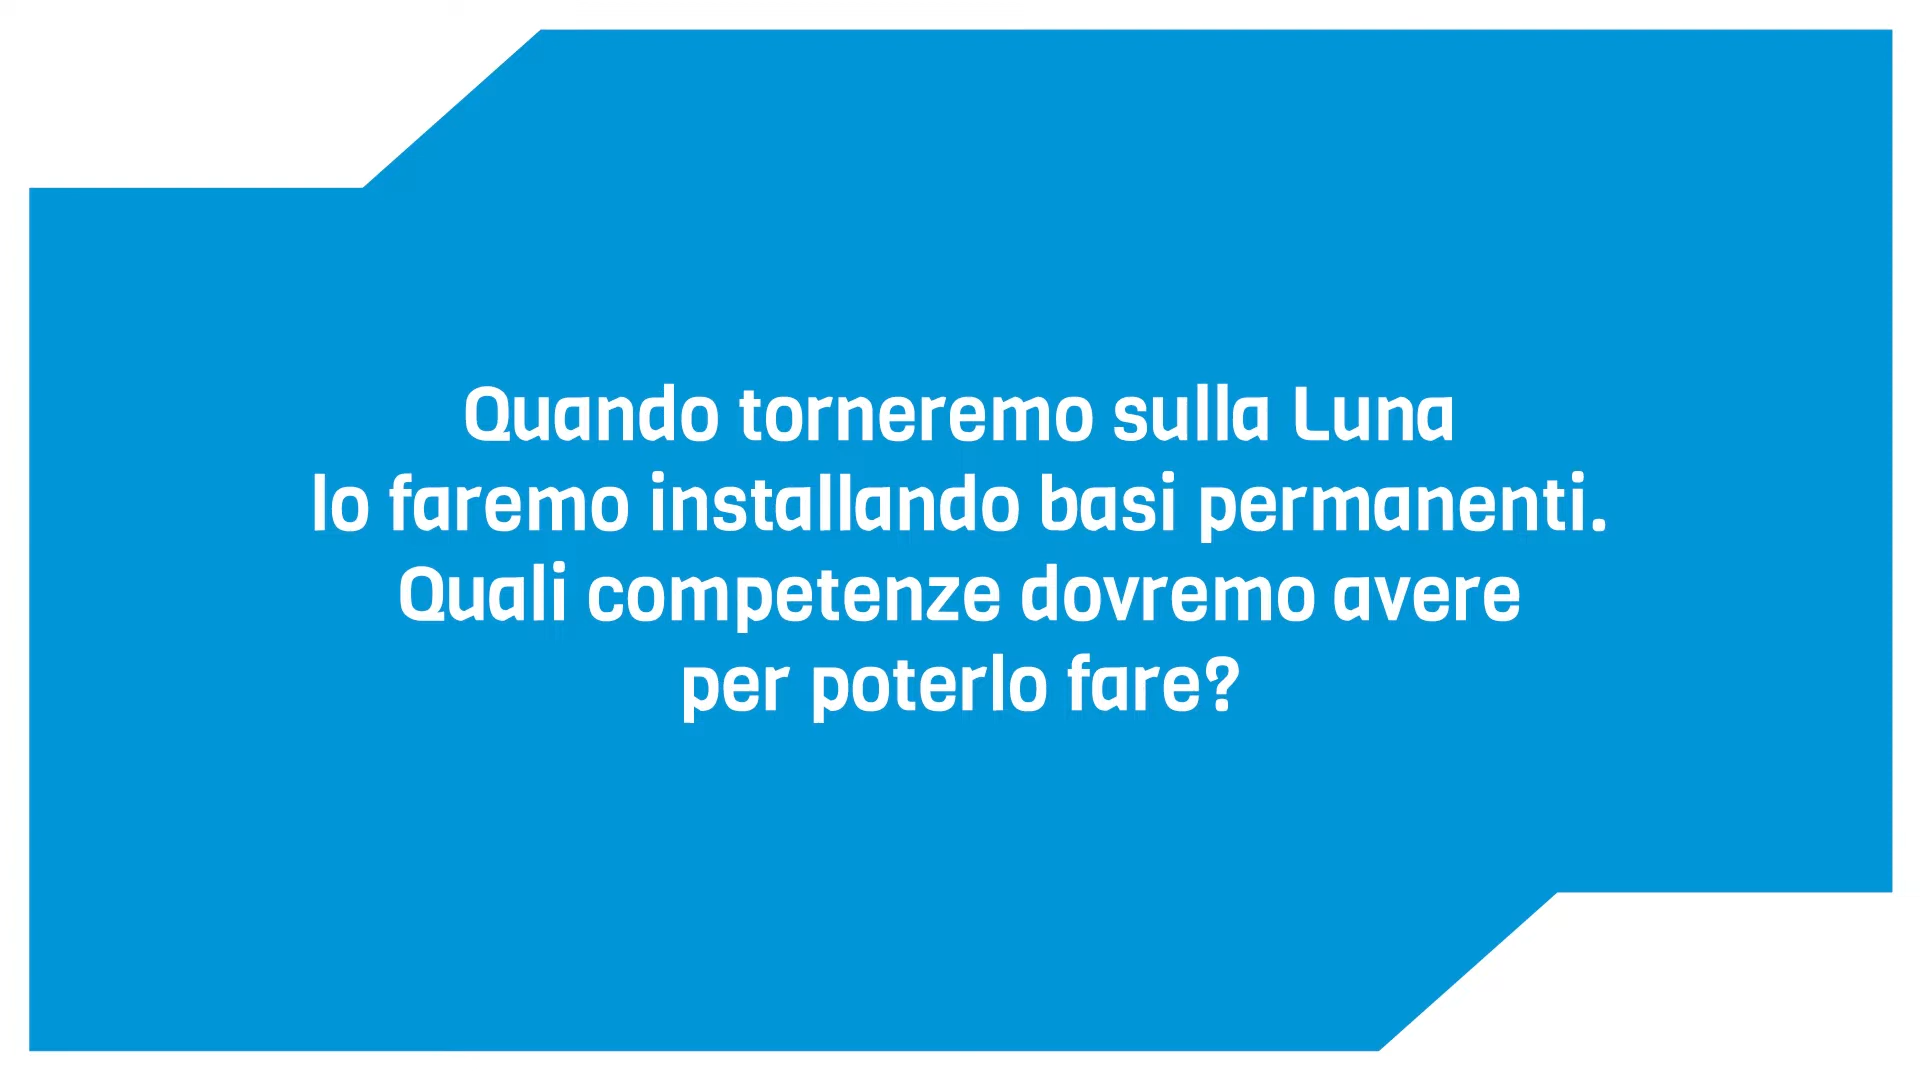 Quando torneremo sulla Luna
lo faremo installando basi permanenti.
Quali competenze dovremo avere
per poterlo fare?